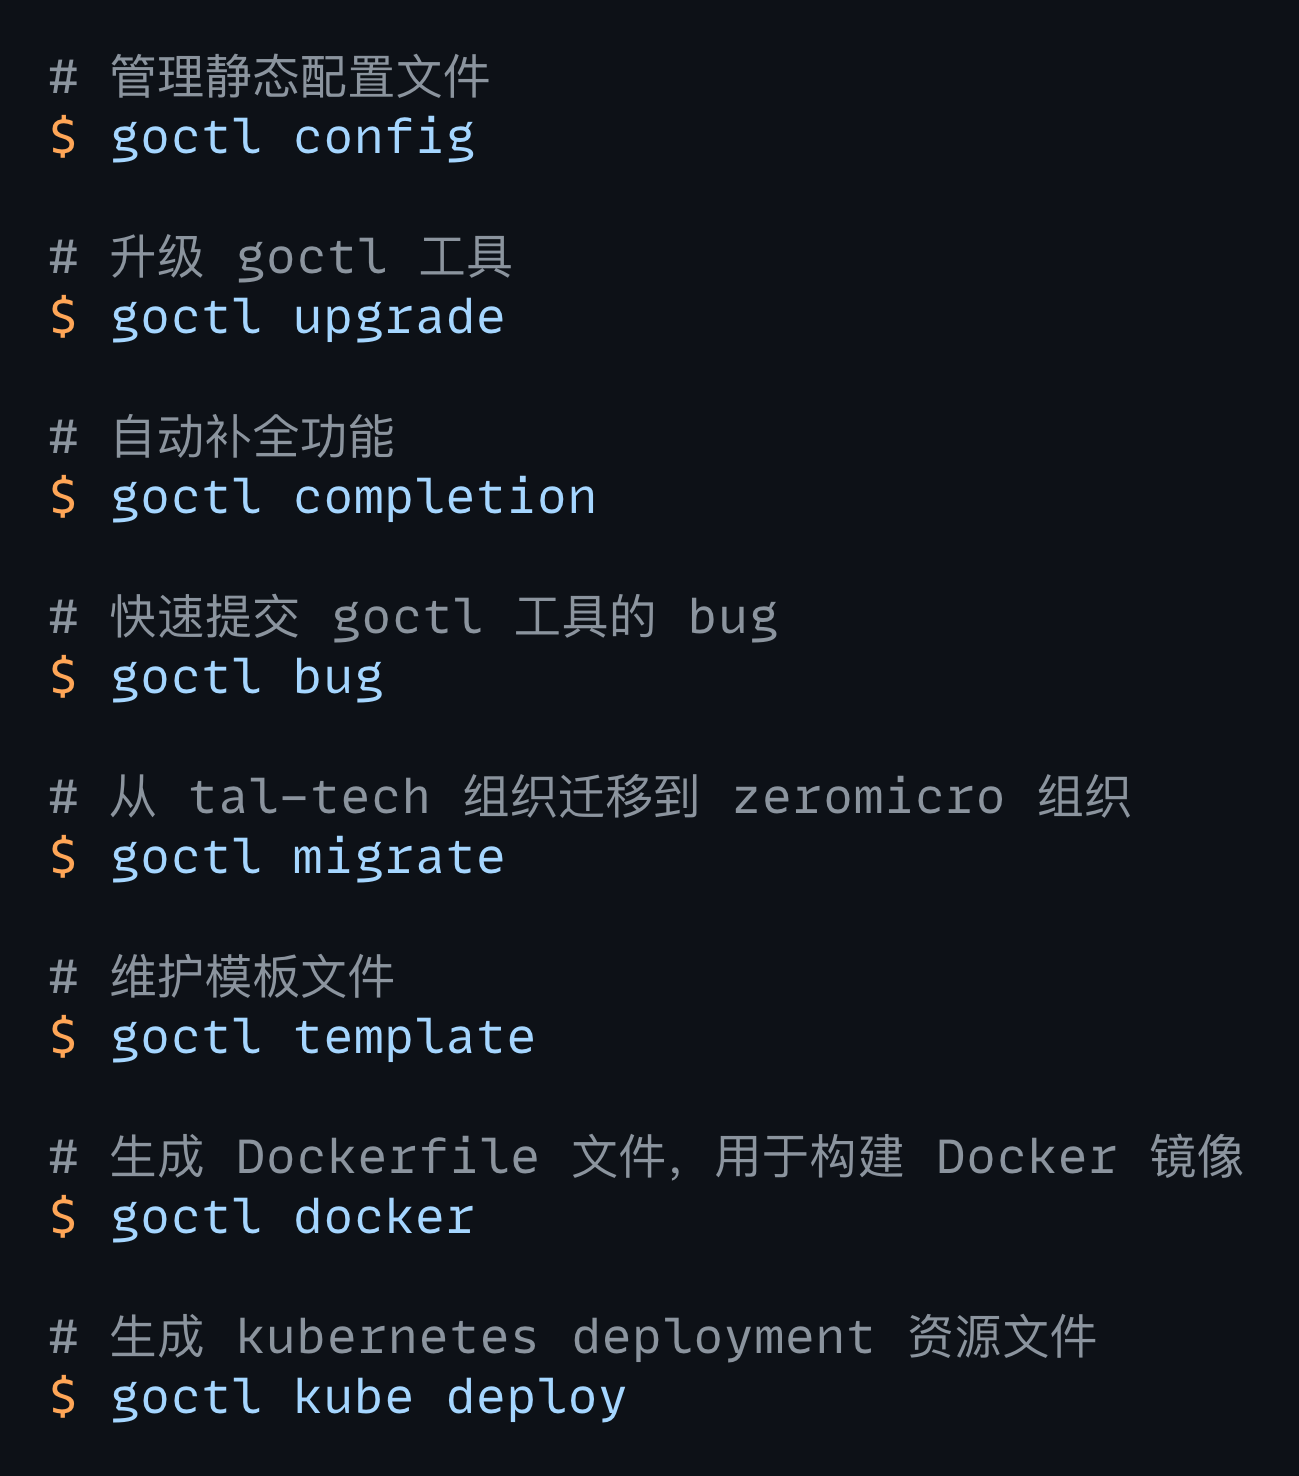 # 管理静态配置文件
$ goctl config
# 升级 goctl 工具
$ goctl upgrade
# 自动补全功能
$ goctl completion
# 快速提交 goctl 工具的 bug
$ goctl bug
# 从 tal-tech 组织迁移到 zeromicro 组织
$ goctl migrate
# 维护模板文件
$ goctl template
# 生成 Dockerfile 文件，用于构建 Docker 镜像
$ goctl docker
# 生成 kubernetes deployment 资源文件
$ goctl kube deploy